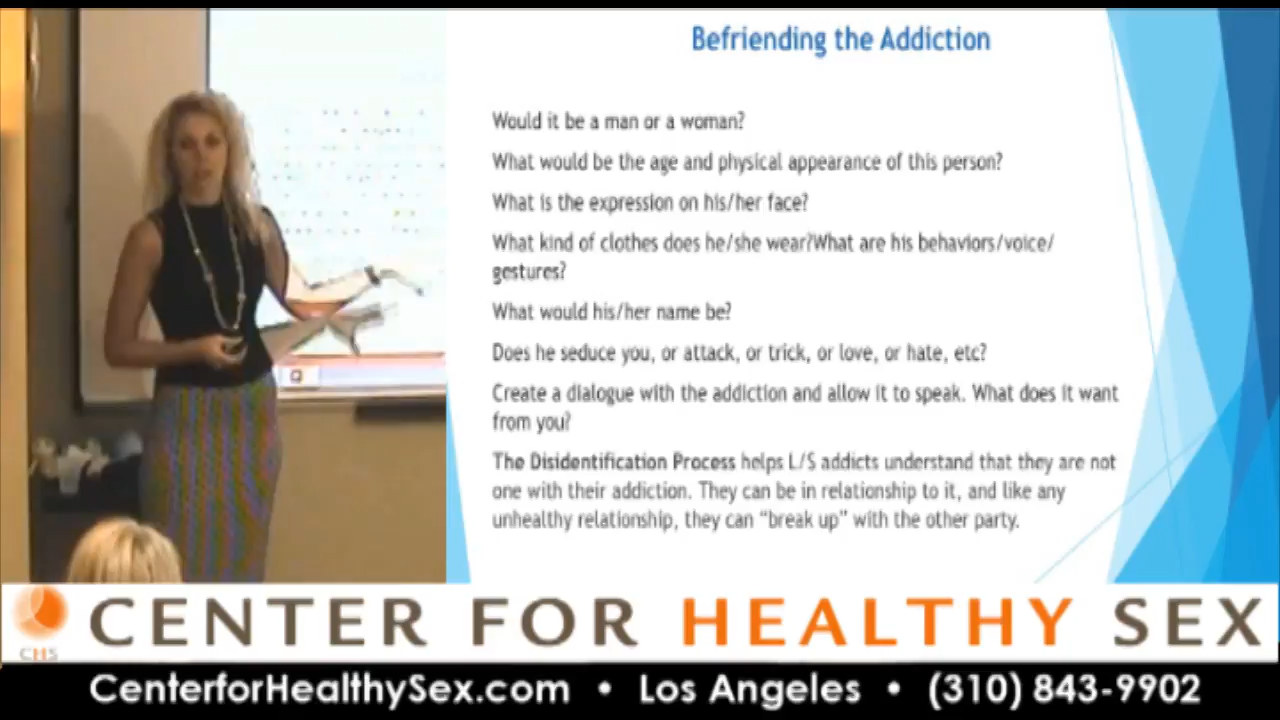 Befriending the Addiction
Would it be a man or a woman?
What would be the age and physical appearance of this person?
What is the expression on his/her face?
What kind of clothes does he/she wear?What are his behaviors/voice/
gestures?
What would his/her name be?
Does he seduce you, or attack, or trick, or love, or hate, etc?
Create a dialogue with the addiction and allow it to speak. What does it want
from you?
The Disidentification Process helps L/S addicts understand that they are not
one with their addiction. They can be in relationship to it, and like any
unhealthy relationship, they can “break up” with the other party.
CHS
CENTER FOR HEALTHY SEX
CenterforHealthySex.com • Los Angeles • (310) 843-9902